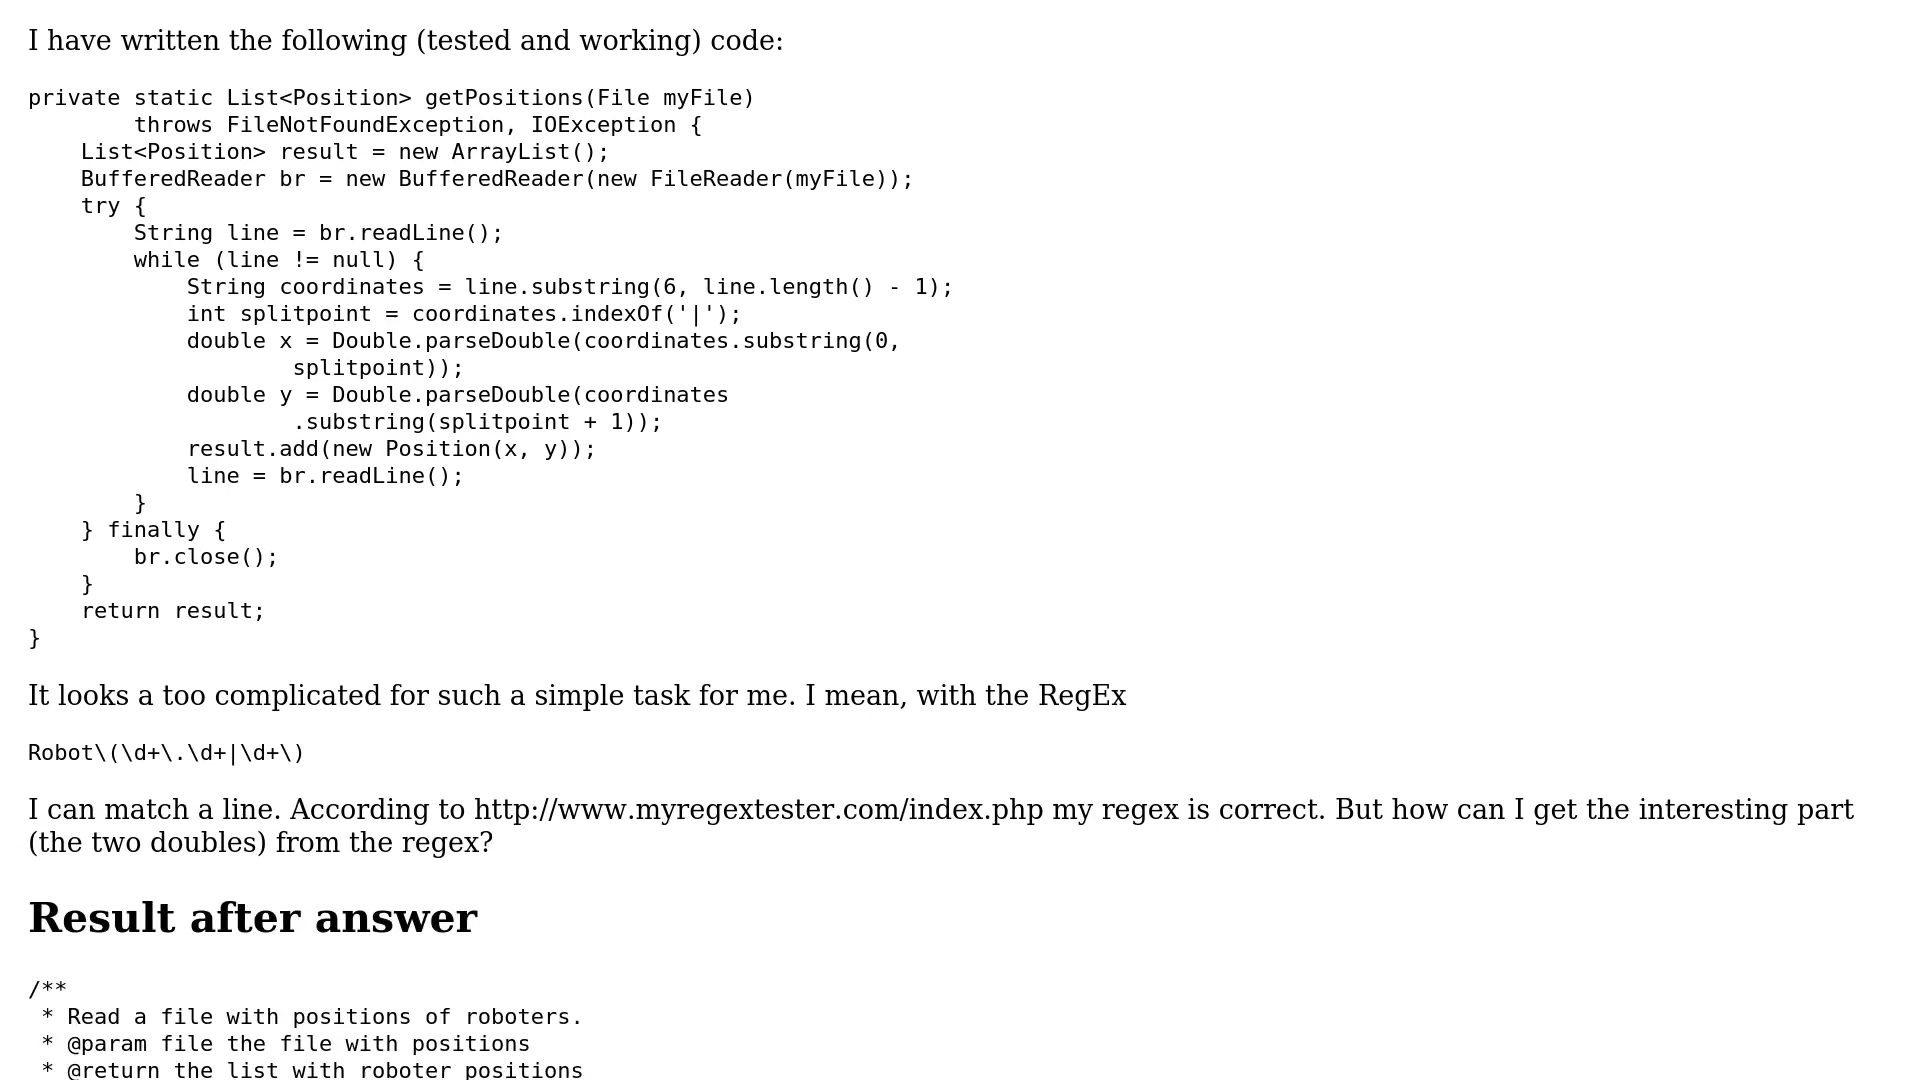 I have written the following (tested and working) code:
private static List<Position> getPositions(File myFile)
        throws FileNotFoundException, IOException {
    List<Position> result = new ArrayList();
    BufferedReader br = new BufferedReader(new FileReader(myFile));
    try {
        String line = br.readLine();
        while (line != null) {
            String coordinates = line.substring(6, line.length() - 1);
            int splitpoint = coordinates.indexOf('|');
            double x = Double.parseDouble(coordinates.substring(0,
                    splitpoint));
            double y = Double.parseDouble(coordinates
                    .substring(splitpoint + 1));
            result.add(new Position(x, y));
            line = br.readLine();
        }
    } finally {
        br.close();
    }
    return result;
}
It looks a too complicated for such a simple task for me. I mean, with the RegEx
Robot\(\d+\.\d+|\d+\)
I can match a line. According to http://www.myregextester.com/index.php my regex is correct. But how can I get the interesting part
(the two doubles) from the regex?
Result after answer
/**
 * Read a file with positions of roboters.
 * @param file the file with positions
 * @return the list with roboter positions